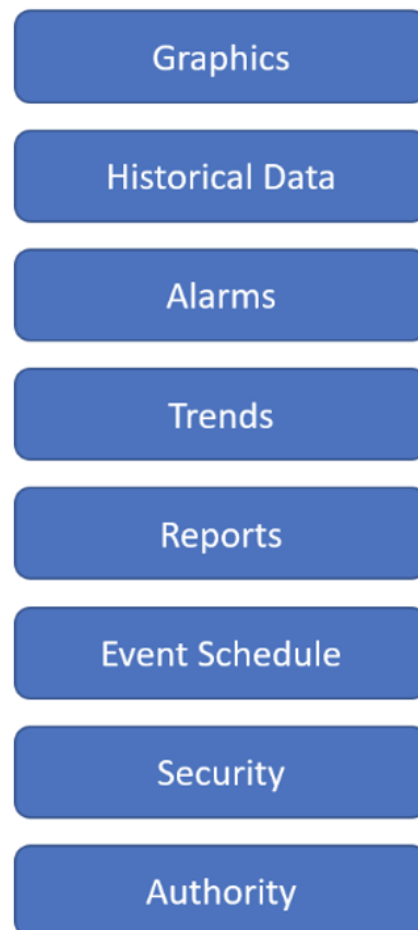 Graphics
Historical Data
Alarms
Trends
Reports
Event Schedule
Security
Authority